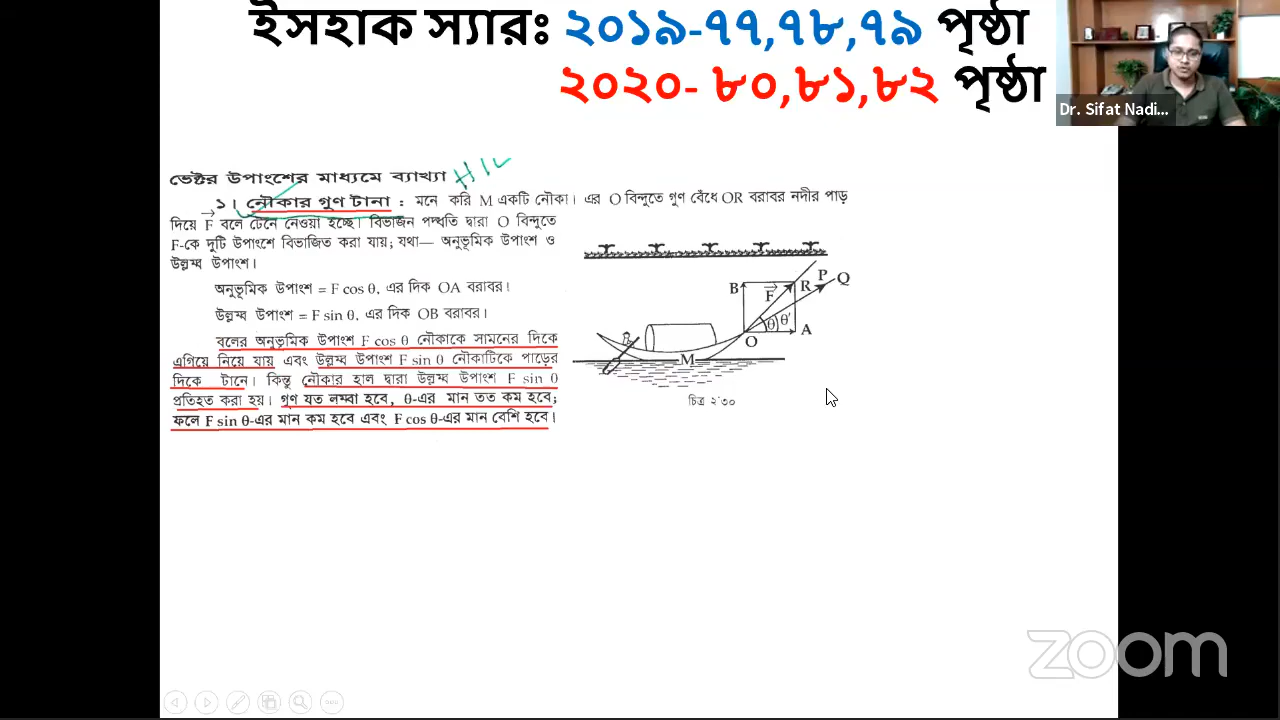 ইসহাক স্যারঃ ২০১৯-৭৭,৭৮,৭৯ পৃষ্ঠা
২০২০- ৮০,৮১,৮২ পৃষ্ঠা
Dr. Sifat Nadi...
ভেক্টর উপাংশের মাধ্যমে ব্যাখ্যা
১। নৌকার গুণ টানা : মনে করি M একটি নৌকা। এর O বিন্দুতে গুণ বেঁধে OR বরাবর নদীর পাড়
দিয়ে F বলে টেনে নেওয়া হচ্ছে। বিভাজন পদ্ধতি দ্বারা O বিন্দুতে
F-কে দুটি উপাংশে বিভাজিত করা যায়; যথা— অনুভূমিক উপাংশ ও
উল্লম্ব উপাংশ।
অনুভূমিক উপাংশ = F cos θ, এর দিক OA বরাবর।
উল্লম্ব উপাংশ = F sin θ, এর দিক OB বরাবর।
বলের অনুভূমিক উপাংশ F cos θ নৌকাকে সামনের দিকে
এগিয়ে নিয়ে যায় এবং উল্লম্ব উপাংশ F sin θ নৌকাটিকে পাড়ের
দিকে টানে। কিন্তু নৌকার হাল দ্বারা উল্লম্ব উপাংশ F sin θ
প্রতিহত করা হয়। গুণ যত লম্বা হবে, θ-এর মান তত কম হবে;
ফলে F sin θ-এর মান কম হবে এবং F cos θ-এর মান বেশি হবে।
B F R P Q
θ θ' A
O
M
চিত্র ২'৩০
zoom